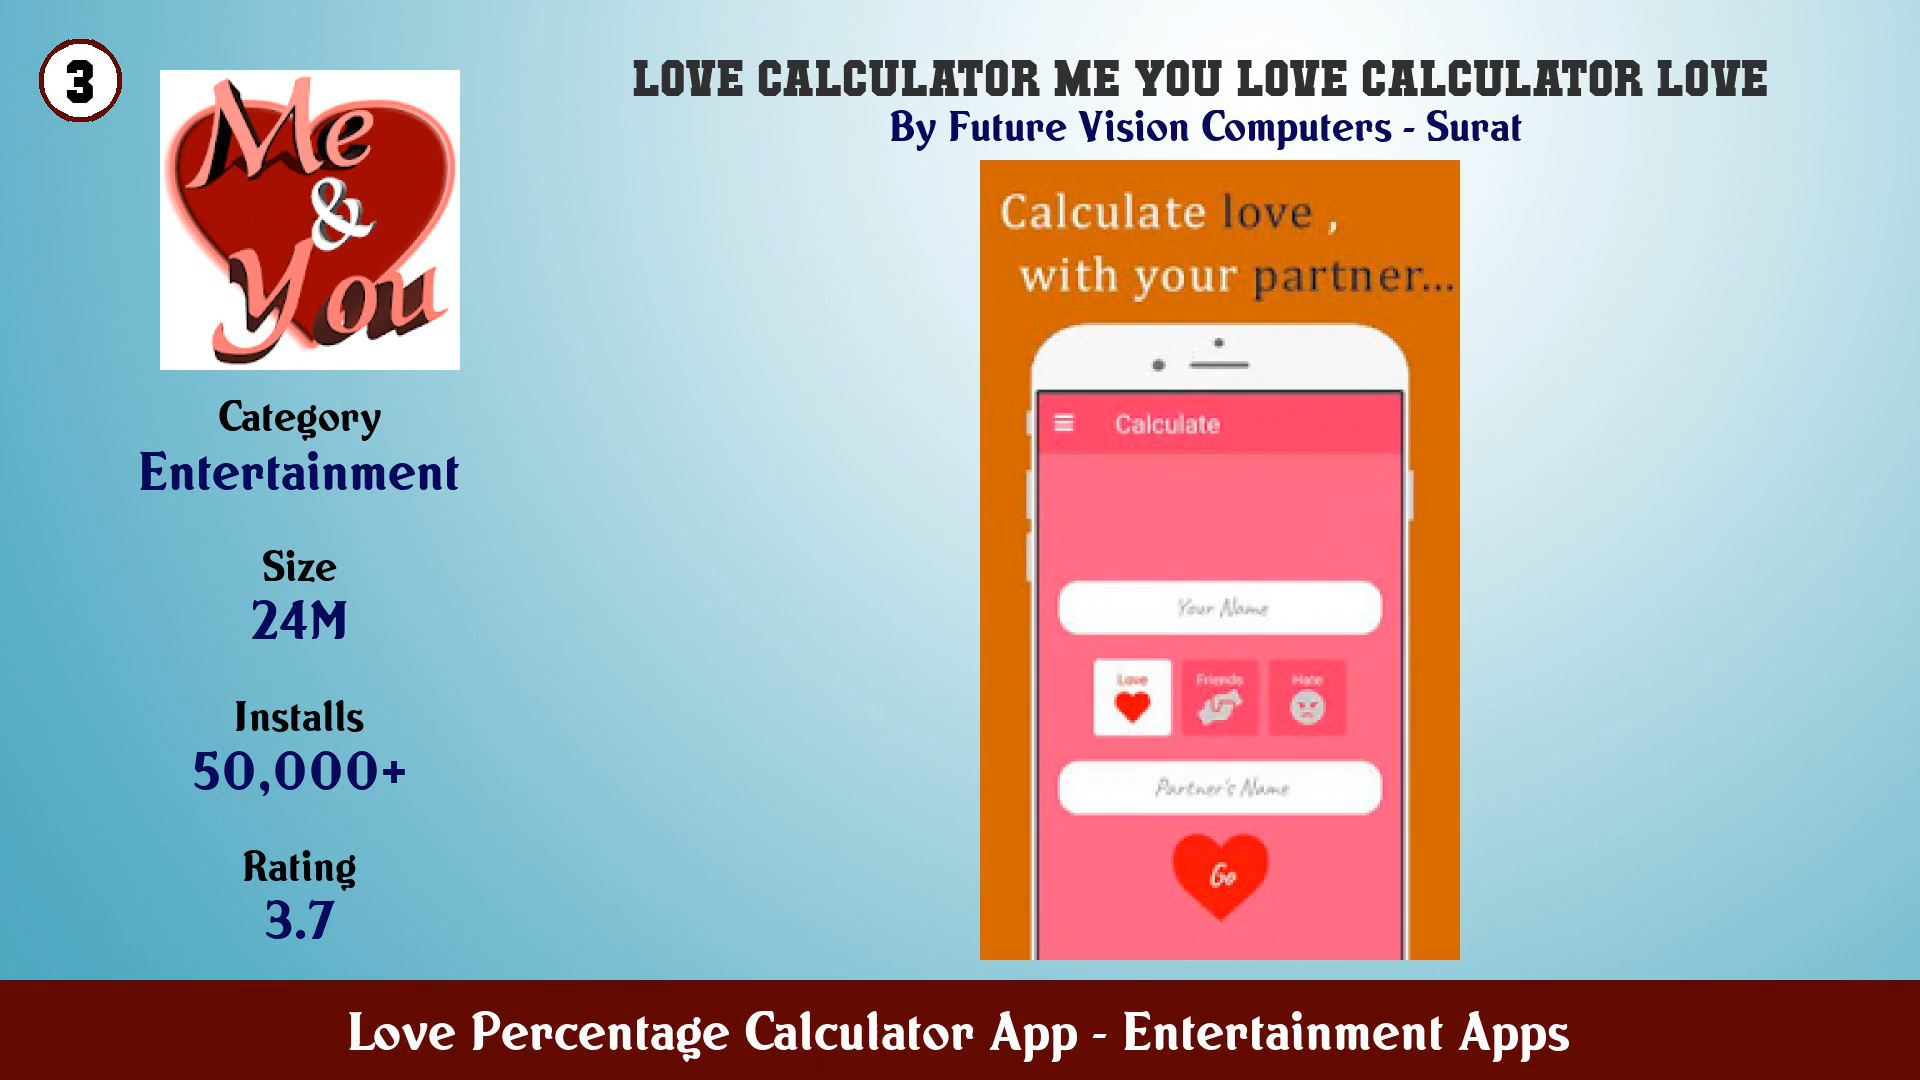 3
Me
&
You
LOVE CALCULATOR ME YOU LOVE CALCULATOR LOVE
By Future Vision Computers - Surat
Category
Entertainment
Size
24M
Installs
50,000+
Rating
3.7
Calculate love ,
with your partner...
Calculate
Your Name
Love Friends Hate
Partner's Name
Go
Love Percentage Calculator App - Entertainment Apps